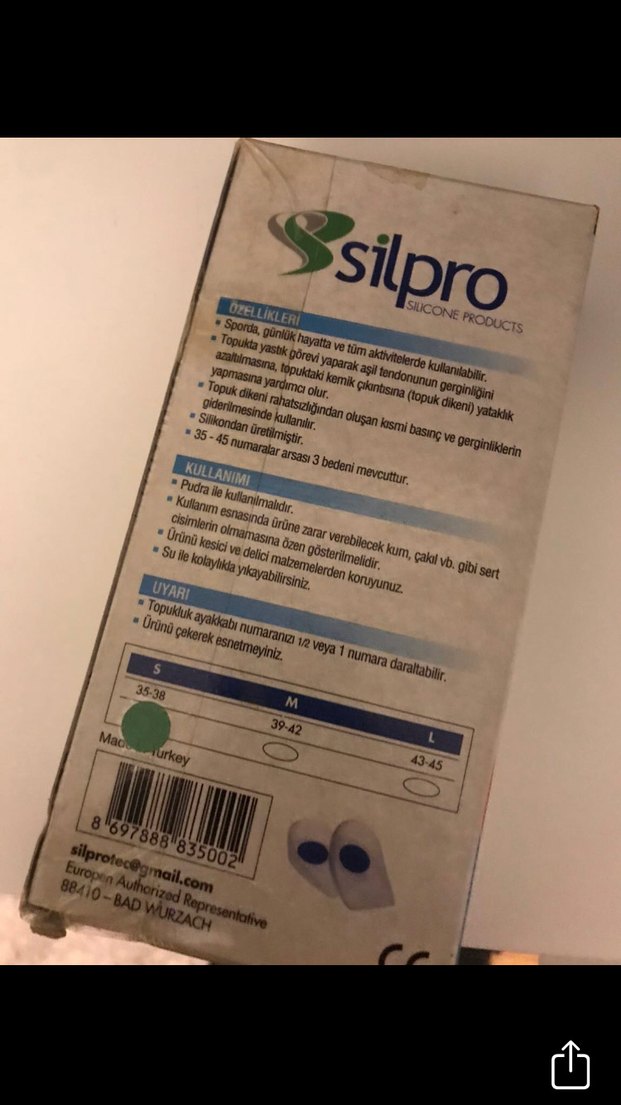 silpro
SILICONE PRODUCTS
ÖZELLİKLERİ
▪ Sporda, günlük hayatta ve tüm aktivitelerde kullanılabilir.
▪ Topukta yastık görevi yaparak aşil tendonunun gerginliğini
azaltılmasına, topuktaki kemik çıkıntısına (topuk dikeni) yataklık
yapmasına yardımcı olur.
▪ Topuk dikeni rahatsızlığından oluşan kısmi basınç ve gerginliklerin
giderilmesinde kullanılır.
▪ Silikondan üretilmiştir.
▪ 35 - 45 numaralar arsası 3 bedeni mevcuttur.
KULLANIMI
▪ Pudra ile kullanılmalıdır.
▪ Kullanım esnasında ürüne zarar verebilecek kum, çakıl vb. gibi sert
cisimlerin olmamasına özen gösterilmelidir.
▪ Ürünü kesici ve delici malzemelerden koruyunuz.
▪ Su ile kolaylıkla yıkayabilirsiniz.
UYARI
▪ Topukluk ayakkabı numaranızı 1/2 veya 1 numara daraltabilir.
▪ Ürünü çekerek esnetmeyiniz.
S M L
35-38 39-42 43-45
Made Turkey
8 697888 835002
silprotec@gmail.com
Europen Authorized Representative
88410 - BAD WURZACH
CE